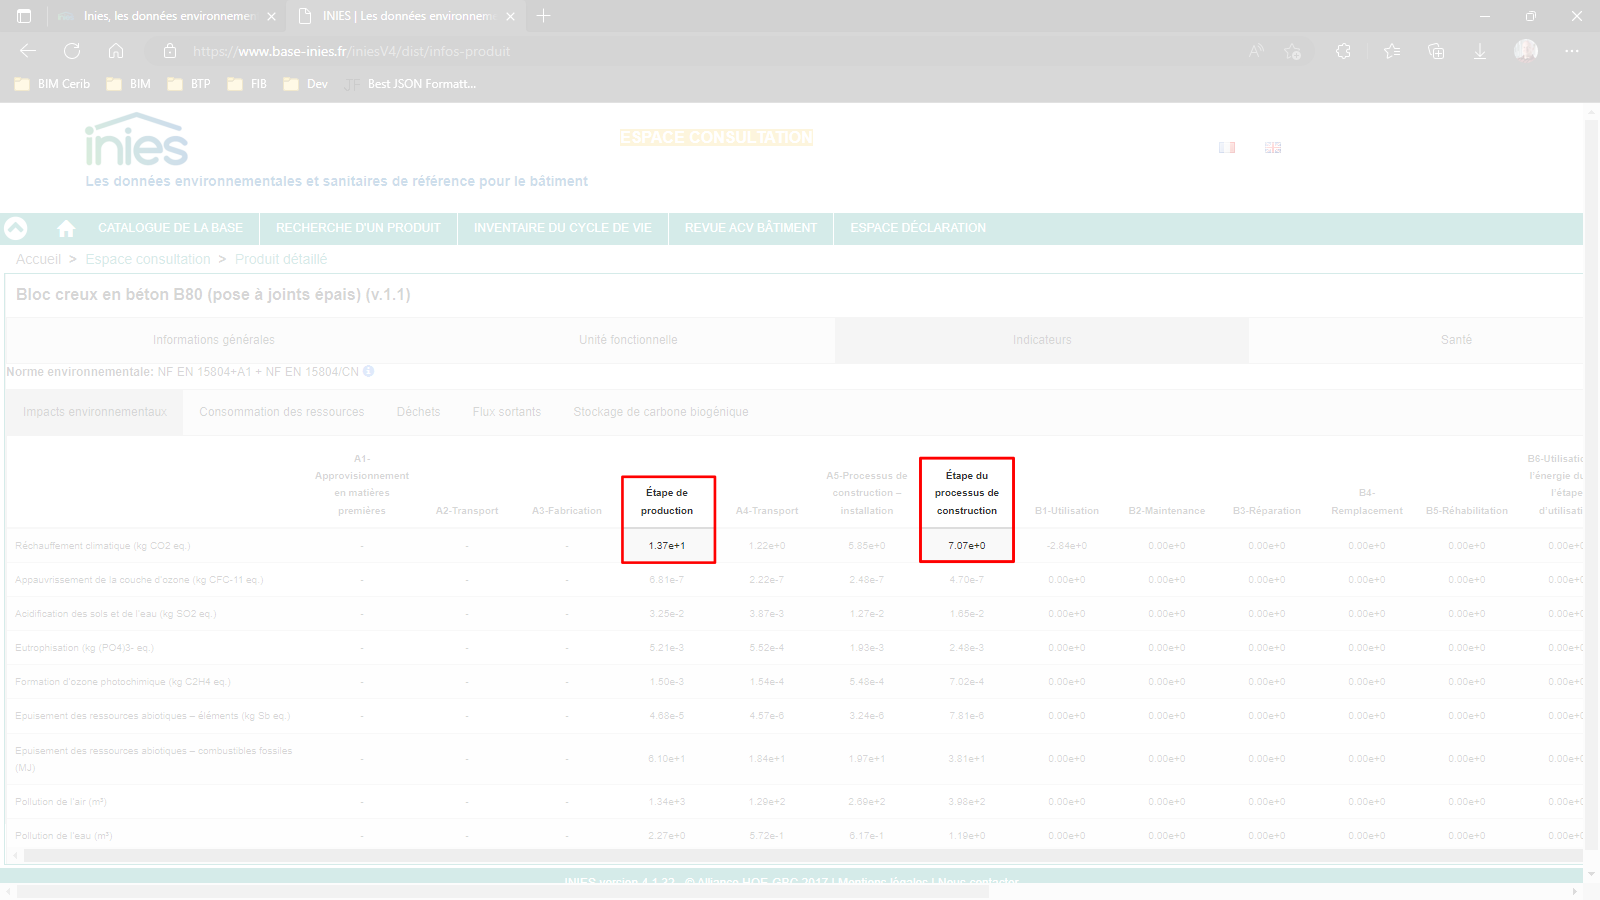 Inies, les données environnemen
INIES | Les données environneme
https://www.base-inies.fr/iniesV4/dist/infos-produit
BIM Cerib BIM BTP FIB Dev JF Best JSON Formatt...
inies
ESPACE CONSULTATION
Les données environnementales et sanitaires de référence pour le bâtiment
CATALOGUE DE LA BASE RECHERCHE D'UN PRODUIT INVENTAIRE DU CYCLE DE VIE REVUE ACV BÂTIMENT ESPACE DÉCLARATION
Accueil > Espace consultation > Produit détaillé
Bloc creux en béton B80 (pose à joints épais) (v.1.1)
Informations générales Unité fonctionnelle Indicateurs Santé
Norme environnementale: NF EN 15804+A1 + NF EN 15804/CN
Impacts environnementaux Consommation des ressources Déchets Flux sortants Stockage de carbone biogénique
A1-
Approvisionnement
en matières
premières
A2-Transport
A3-Fabrication
Étape de
production
A4-Transport
A5-Processus de
construction –
installation
Étape du
processus de
construction
B1-Utilisation
B2-Maintenance
B3-Réparation
B4-
Remplacement
B5-Réhabilitation
B6-Utilisatio
l'énergie du
l'étape
d'utilisati
Réchauffement climatique (kg CO2 eq.) - - - 1.37e+1 1.22e+0 5.85e+0 7.07e+0 -2.84e+0 0.00e+0 0.00e+0 0.00e+0 0.00e+0 0.00e+0
Appauvrissement de la couche d'ozone (kg CFC-11 eq.) - - - 6.81e-7 2.22e-7 2.48e-7 4.70e-7 0.00e+0 0.00e+0 0.00e+0 0.00e+0 0.00e+0 0.00e+0
Acidification des sols et de l'eau (kg SO2 eq.) - - - 3.25e-2 3.87e-3 1.27e-2 1.65e-2 0.00e+0 0.00e+0 0.00e+0 0.00e+0 0.00e+0 0.00e+0
Eutrophisation (kg (PO4)3- eq.) - - - 5.21e-3 5.52e-4 1.93e-3 2.48e-3 0.00e+0 0.00e+0 0.00e+0 0.00e+0 0.00e+0 0.00e+0
Formation d'ozone photochimique (kg C2H4 eq.) - - - 1.50e-3 1.54e-4 5.48e-4 7.02e-4 0.00e+0 0.00e+0 0.00e+0 0.00e+0 0.00e+0 0.00e+0
Epuisement des ressources abiotiques – éléments (kg Sb eq.) - - - 4.68e-5 4.57e-6 3.24e-6 7.81e-6 0.00e+0 0.00e+0 0.00e+0 0.00e+0 0.00e+0 0.00e+0
Epuisement des ressources abiotiques – combustibles fossiles
(MJ) - - - 6.10e+1 1.84e+1 1.97e+1 3.81e+1 0.00e+0 0.00e+0 0.00e+0 0.00e+0 0.00e+0 0.00e+0
Pollution de l'air (m³) - - - 1.34e+3 1.29e+2 2.69e+2 3.98e+2 0.00e+0 0.00e+0 0.00e+0 0.00e+0 0.00e+0 0.00e+0
Pollution de l'eau (m³) - - - 2.27e+0 5.72e-1 6.17e-1 1.19e+0 0.00e+0 0.00e+0 0.00e+0 0.00e+0 0.00e+0 0.00e+0
INIES version 4.1.22 - © Alliance HQE-GBC 2017 | Mentions légales | Nous contacter